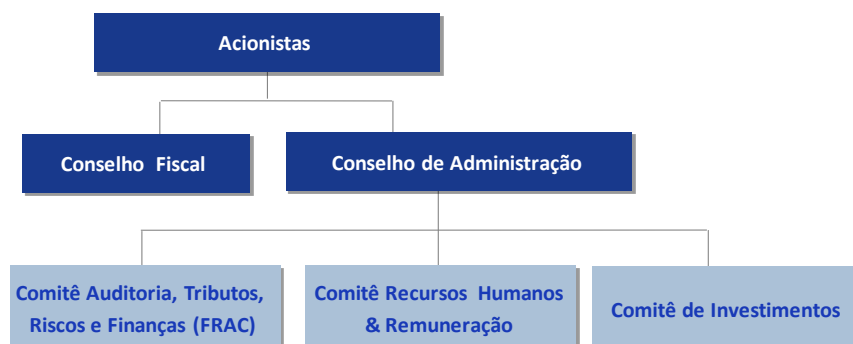 Acionistas
Conselho Fiscal
Conselho de Administração
Comitê Auditoria, Tributos,
Riscos e Finanças (FRAC)
Comitê Recursos Humanos
& Remuneração
Comitê de Investimentos